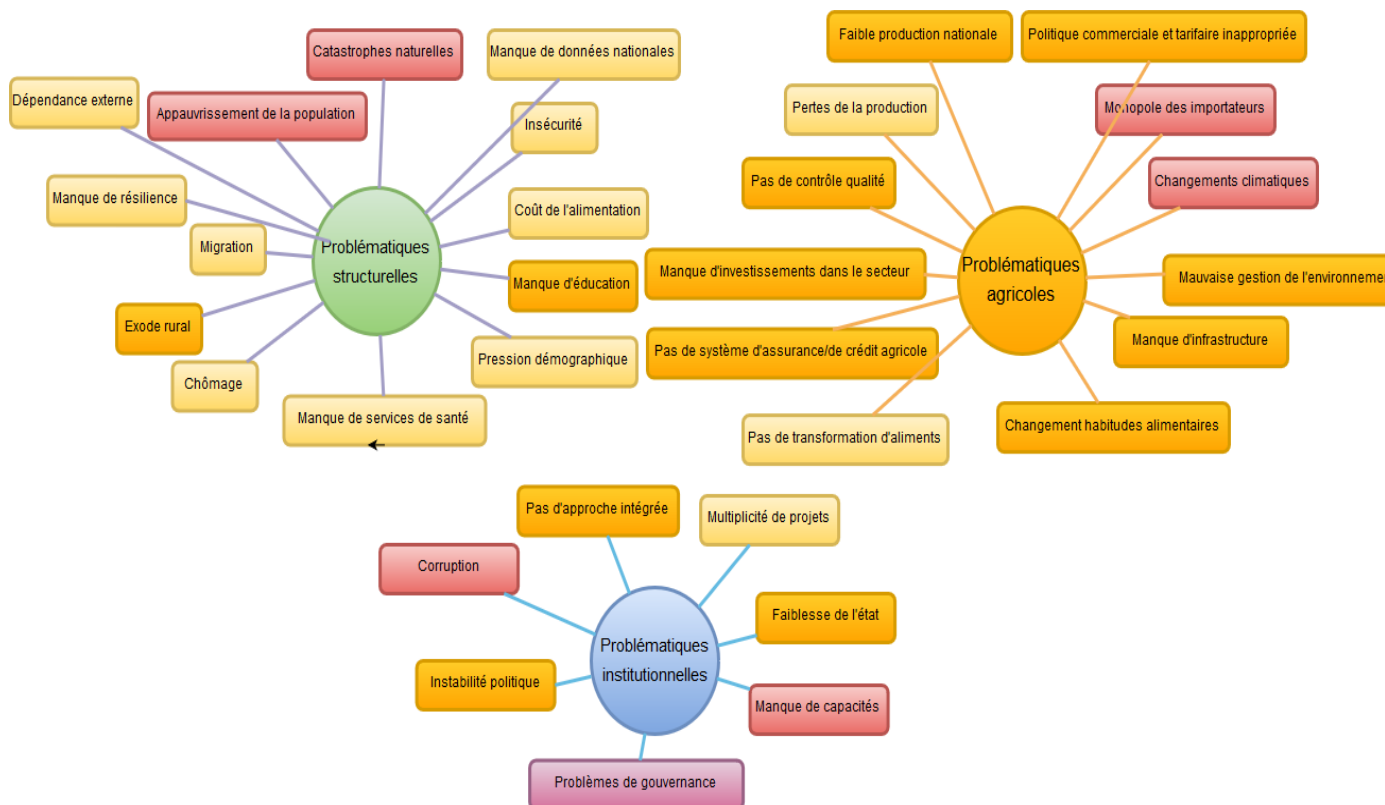 Catastrophes naturelles
Manque de données nationales
Dépendance externe
Appauvrissement de la population
Insécurité
Manque de résilience
Coût de l'alimentation
Migration
Problématiques
structurelles
Manque d'éducation
Exode rural
Pression démographique
Chômage
Manque de services de santé
Faible production nationale
Politique commerciale et tarifaire inappropriée
Pertes de la production
Monopole des importateurs
Pas de contrôle qualité
Changements climatiques
Problématiques
agricoles
Manque d'investissements dans le secteur
Mauvaise gestion de l'environnemen
Pas de système d'assurance/de crédit agricole
Manque d'infrastructure
Pas de transformation d'aliments
Changement habitudes alimentaires
Pas d'approche intégrée
Multiplicité de projets
Corruption
Faiblesse de l'état
Problématiques
institutionnelles
Instabilité politique
Manque de capacités
Problèmes de gouvernance